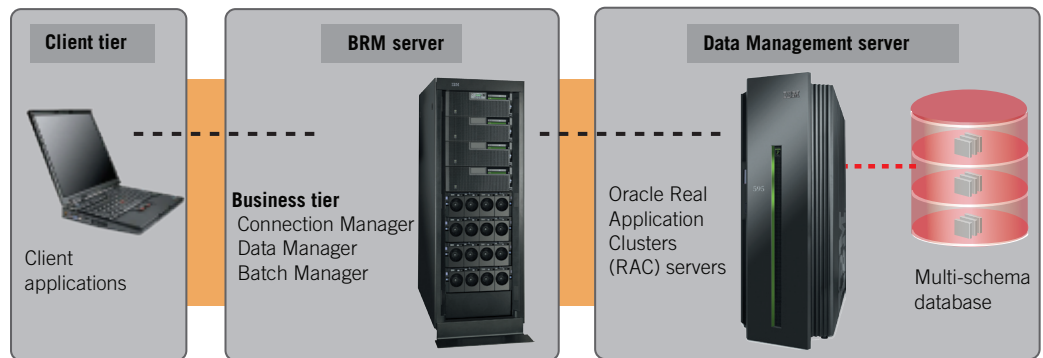 Client tier
BRM server
Data Management server
IBM
Business tier
Connection Manager
Data Manager
Batch Manager
Client
applications
Oracle Real
Application
Clusters
(RAC) servers
Multi-schema
database